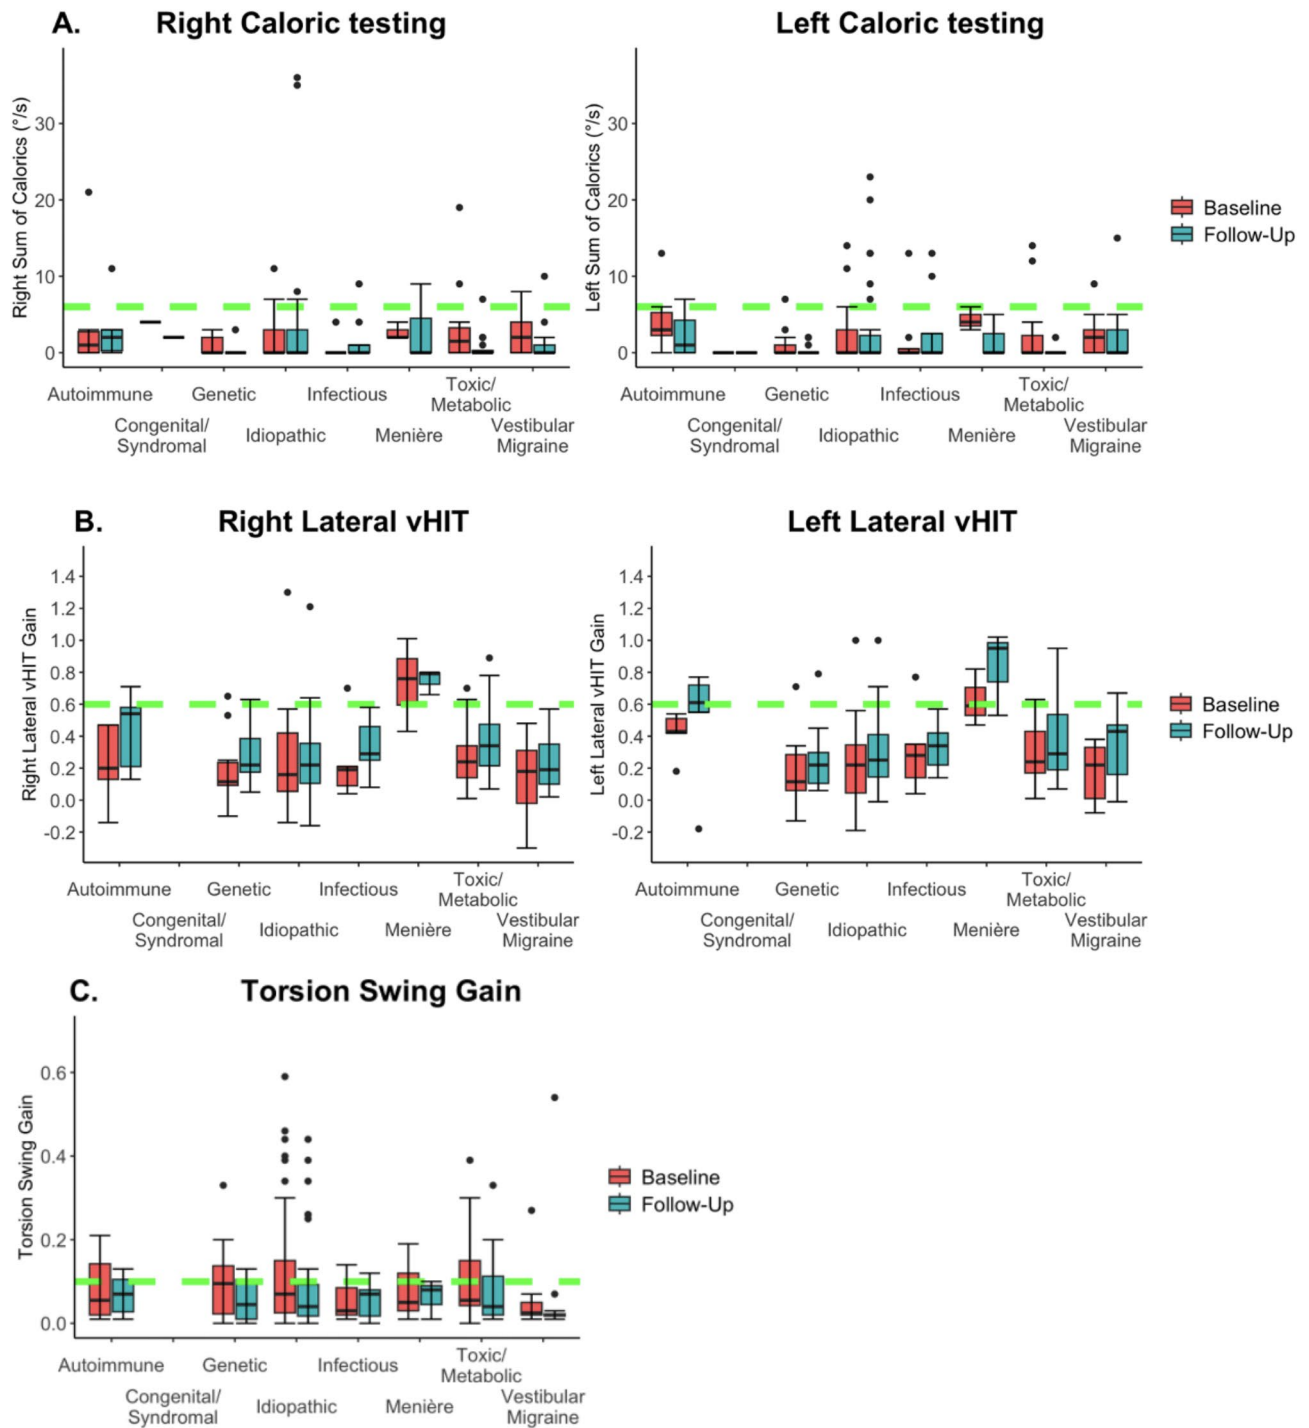 A.
Right Caloric testing
Right Sum of Calorics (°/s)
30
20
10
0
Autoimmune
Genetic
Infectious
Toxic/
Metabolic
Congenital/
Syndromal
Idiopathic
Menière
Vestibular
Migraine
Left Caloric testing
Left Sum of Calorics (°/s)
30
20
10
0
Autoimmune
Genetic
Infectious
Toxic/
Metabolic
Congenital/
Syndromal
Idiopathic
Menière
Vestibular
Migraine
Baseline
Follow-Up
B.
Right Lateral vHIT
Right Lateral vHIT Gain
1.4
1.2
1.0
0.8
0.6
0.4
0.2
0.0
-0.2
Autoimmune
Genetic
Infectious
Toxic/
Metabolic
Congenital/
Syndromal
Idiopathic
Menière
Vestibular
Migraine
Left Lateral vHIT
Left Lateral vHIT Gain
1.4
1.2
1.0
0.8
0.6
0.4
0.2
0.0
-0.2
Autoimmune
Genetic
Infectious
Toxic/
Metabolic
Congenital/
Syndromal
Idiopathic
Menière
Vestibular
Migraine
Baseline
Follow-Up
C.
Torsion Swing Gain
Torsion Swing Gain
0.6
0.4
0.2
0.0
Autoimmune
Genetic
Infectious
Toxic/
Metabolic
Congenital/
Syndromal
Idiopathic
Menière
Vestibular
Migraine
Baseline
Follow-Up